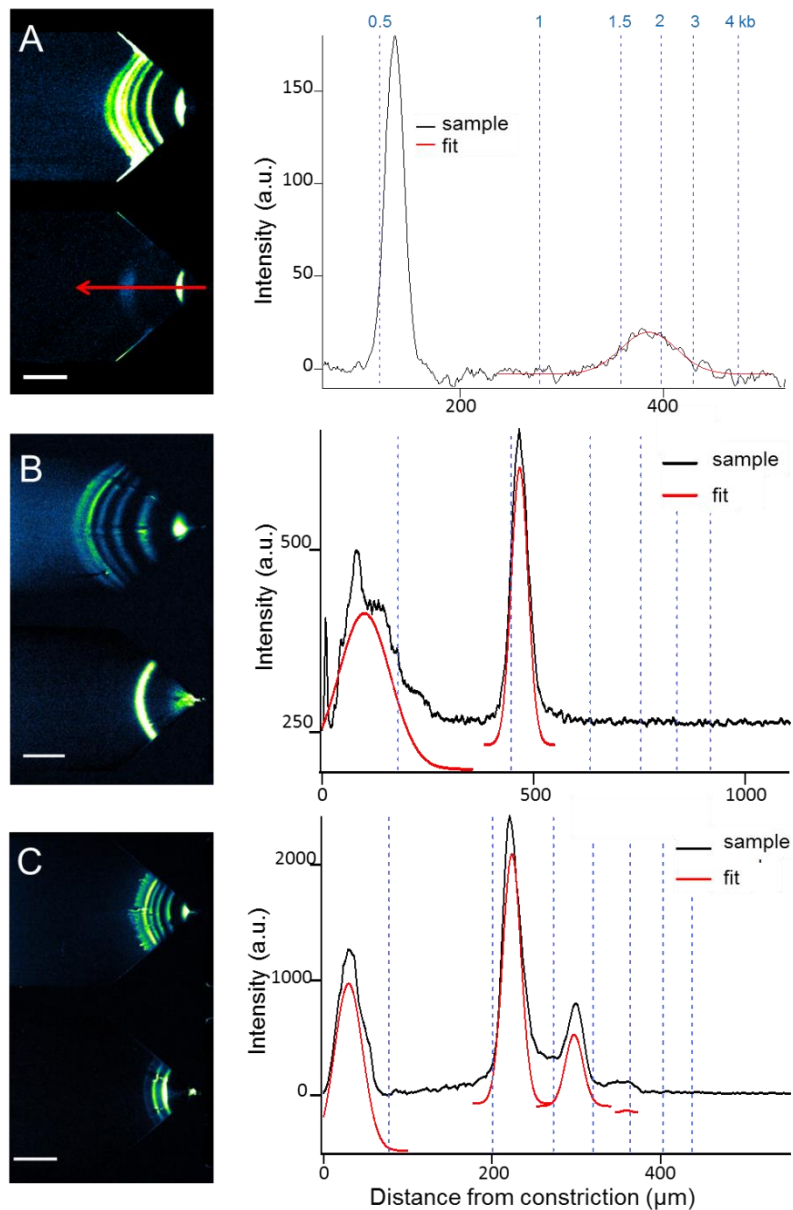 A
0.5 1 1.5 2 3 4 kb
150
100
50
0
Intensity (a.u.)
sample
fit
200 400
B
500
250
Intensity (a.u.)
sample
fit
0 500 1000
C
2000
1000
0
Intensity (a.u.)
sample
fit
0 200 400
Distance from constriction (µm)